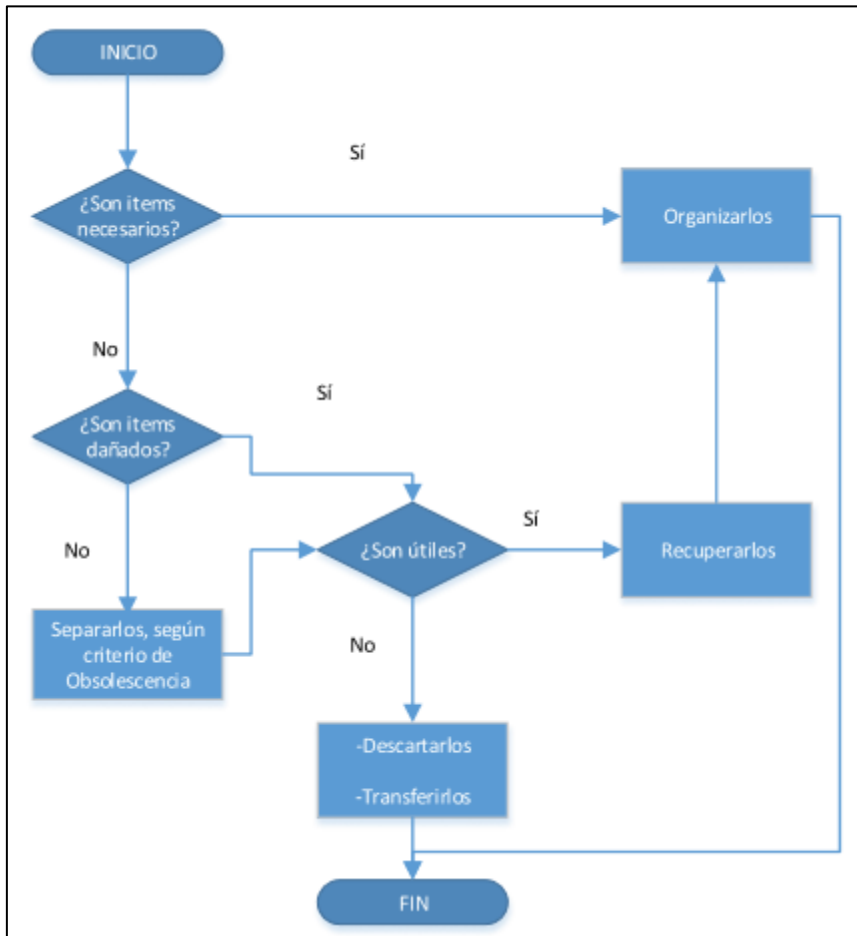 INICIO
Sí
¿Son items
necesarios?
Organizarlos
No
Sí
¿Son items
dañados?
No
¿Son útiles?
Sí
Recuperarlos
Separarlos, según
criterio de
Obsolescencia
No
-Descartarlos
-Transferirlos
FIN